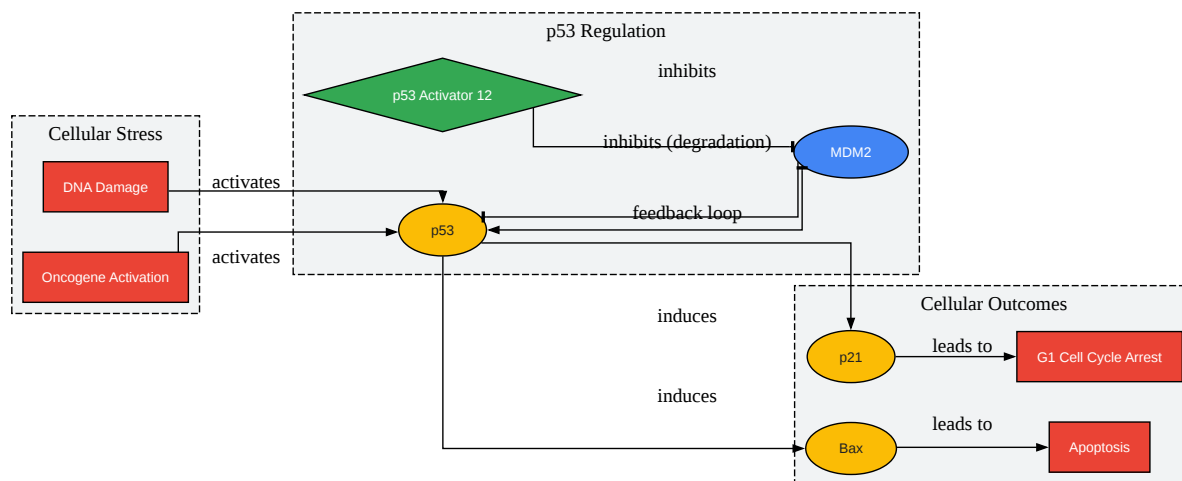 p53 Regulation
inhibits
p53 Activator 12
Cellular Stress
inhibits (degradation)
MDM2
DNA Damage
activates
feedback loop
p53
activates
Oncogene Activation
Cellular Outcomes
induces
p21
leads to
G1 Cell Cycle Arrest
induces
leads to
Bax
Apoptosis